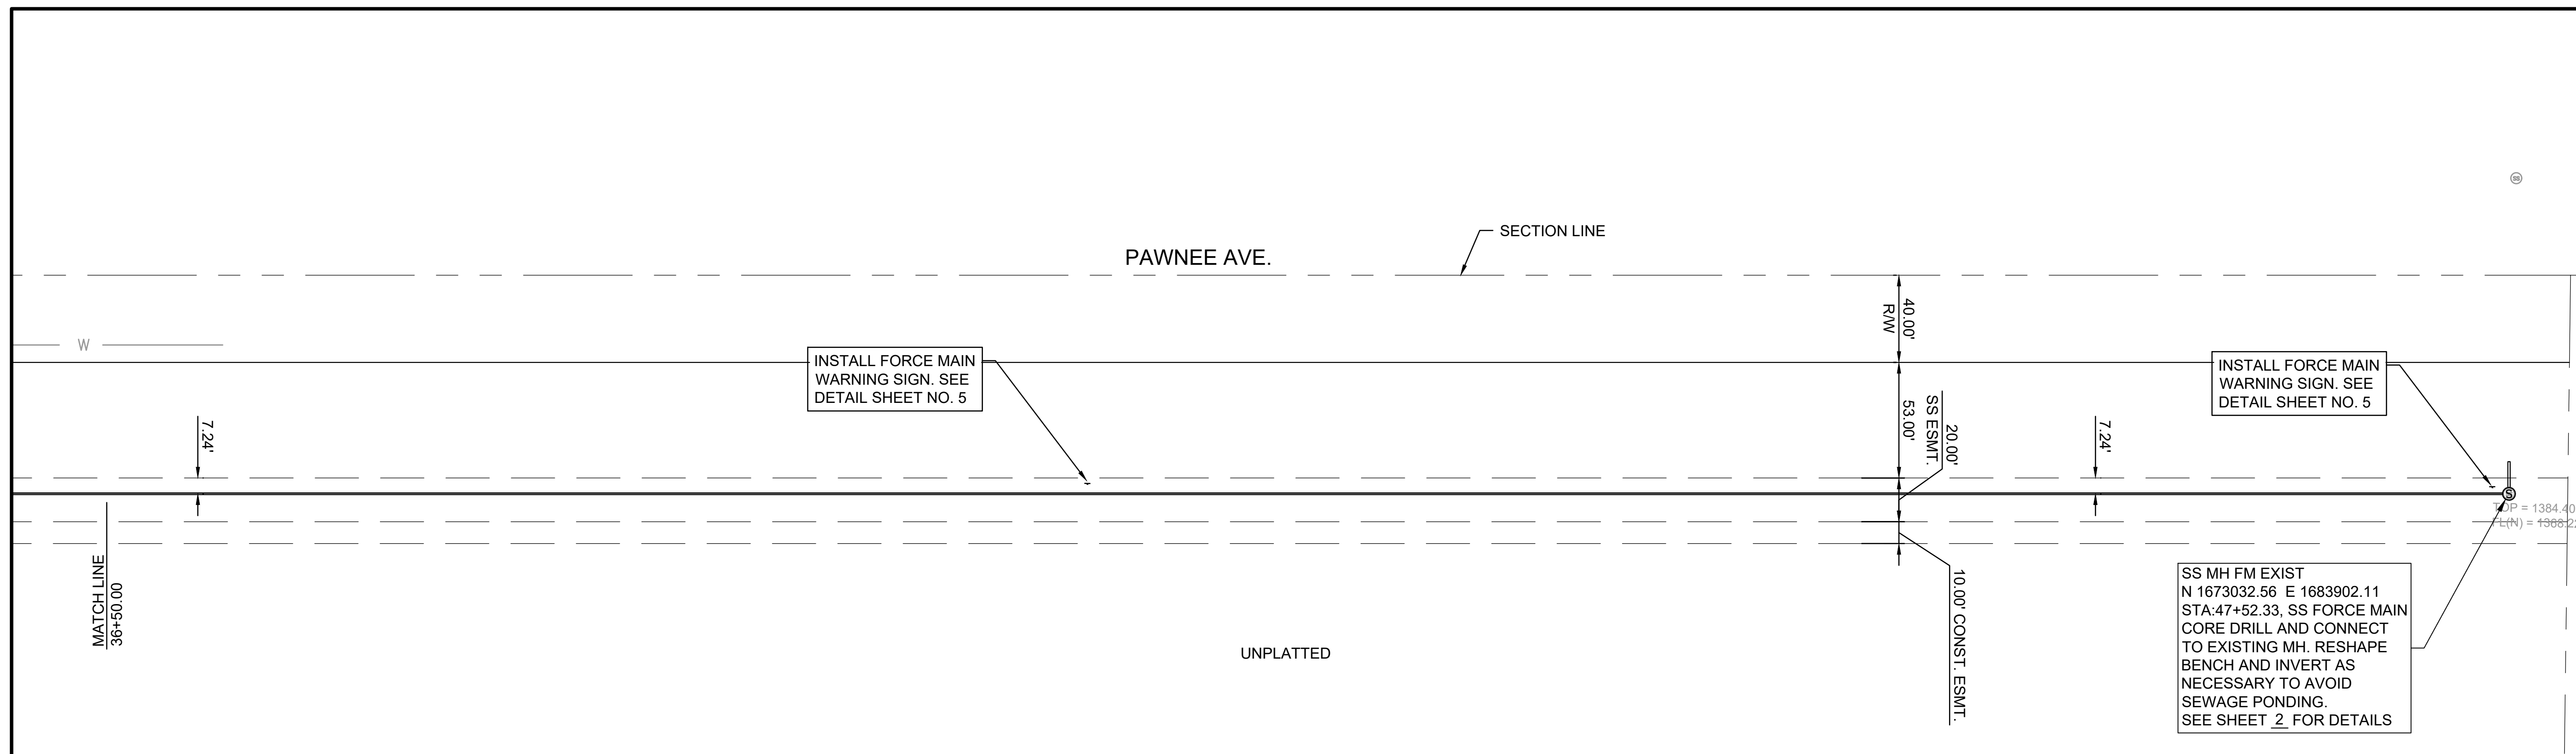 SECTION LINE
PAWNEE AVE.
40.00'
R/W
W
INSTALL FORCE MAIN
WARNING SIGN. SEE
DETAIL SHEET NO. 5
INSTALL FORCE MAIN
WARNING SIGN. SEE
DETAIL SHEET NO. 5
7.24'
53.00'
20.00'
SS ESMT.
7.24'
S
SS
TOP = 1384.40
MATCH LINE
36+50.00
10.00' CONST. ESMT.
UNPLATTED
SS MH FM EXIST
N 1673032.56 E 1683902.11
STA:47+52.33, SS FORCE MAIN
CORE DRILL AND CONNECT
TO EXISTING MH. RESHAPE
BENCH AND INVERT AS
NECESSARY TO AVOID
SEWAGE PONDING.
SEE SHEET 2 FOR DETAILS